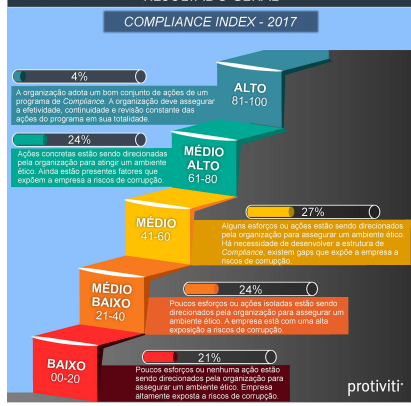 COMPLIANCE INDEX - 2017
4%
A organização adota um bom conjunto de ações de um
programa de Compliance. A organização deve assegurar
a efetividade, continuidade e revisão constante das
ações do programa em sua totalidade.
ALTO
81-100
24%
Ações concretas estão sendo direcionadas
pela organização para atingir um ambiente
ético. Ainda estão presentes fatores que
expõem a empresa a riscos de corrupção.
MÉDIO
ALTO
61-80
MÉDIO
41-60
27%
Alguns esforços ou ações estão sendo direcionados
pela organização para assegurar um ambiente ético.
Há necessidade de desenvolver a estrutura de
Compliance, existem gaps que expõe a empresa a
riscos de corrupção.
MÉDIO
BAIXO
21-40
24%
Poucos esforços ou ações isoladas estão sendo
direcionados pela organização para assegurar um
ambiente ético. A empresa está com uma alta
exposição a riscos de corrupção.
BAIXO
00-20
21%
Poucos esforços ou nenhuma ação estão
sendo direcionados pela organização para
assegurar um ambiente ético. Empresa
altamente exposta a riscos de corrupção.
protiviti